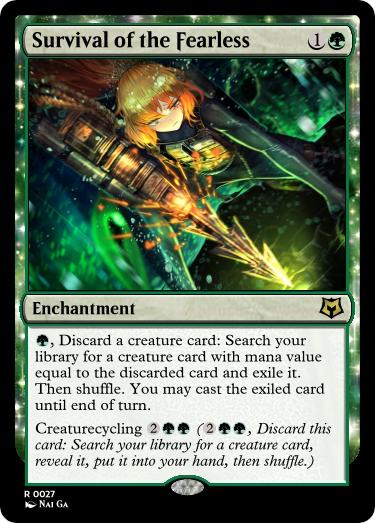 Survival of the Fearless 1
Enchantment
, Discard a creature card: Search your
library for a creature card with mana value
equal to the discarded card and exile it.
Then shuffle. You may cast the exiled card
until end of turn.
Creaturecycling 2 (2, Discard this
card: Search your library for a creature card,
reveal it, put it into your hand, then shuffle.)
R 0027
Nai Ga